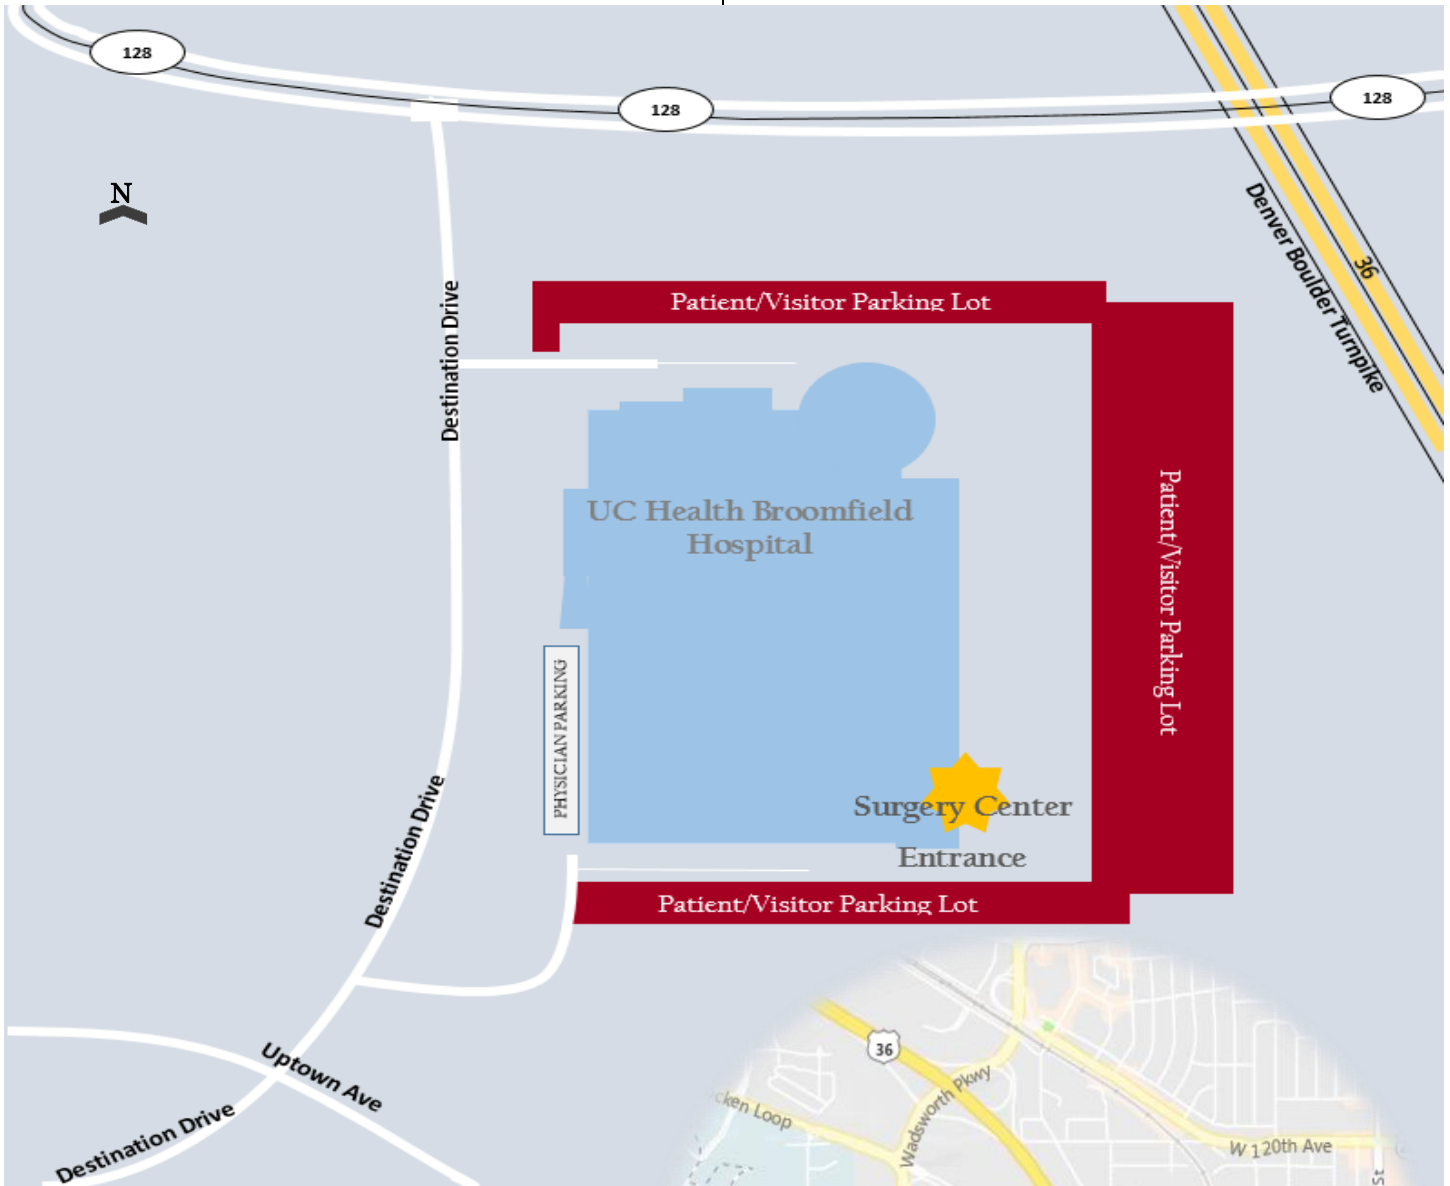 128
128
128
N
Denver Boulder Turnpike
36
Destination Drive
Patient/Visitor Parking Lot
UC Health Broomfield
Hospital
Patient/Visitor Parking Lot
PHYSICIAN PARKING
Destination Drive
Surgery Center
Entrance
Patient/Visitor Parking Lot
Uptown Ave
Destination Drive
36
Wadsworth Pkwy
cken Loop
W 120th Ave
St